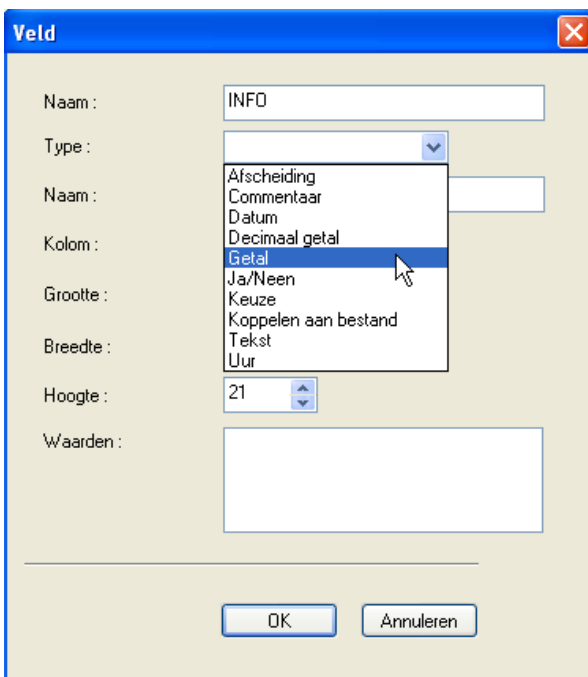 Veld
Naam : INFO
Type :
Afscheiding
Commentaar
Naam :
Datum
Decimaal getal
Kolom :
Getal
Ja/Neen
Grootte :
Keuze
Koppelen aan bestand
Tekst
Breedte :
Uur
Hoogte : 21
Waarden :
OK Annuleren